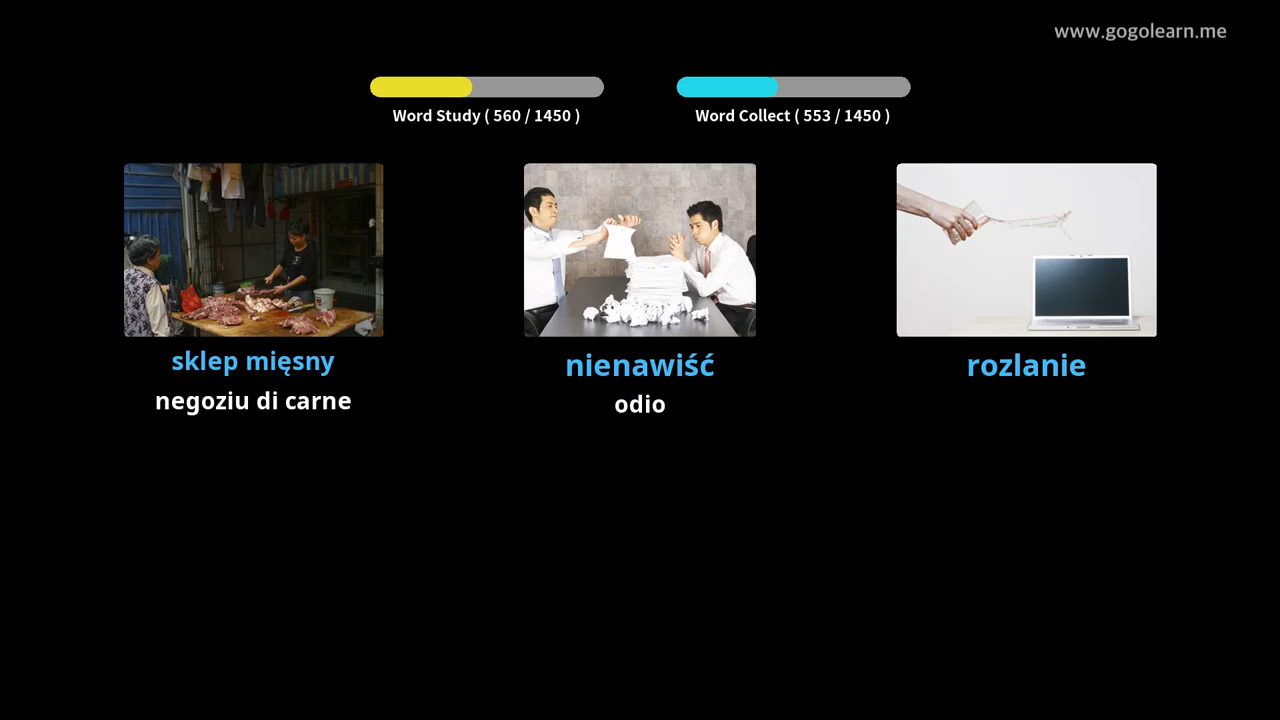 www.gogolearn.me
Word Study ( 560 / 1450 )
Word Collect ( 553 / 1450 )
sklep mięsny
negoziu di carne
nienawiść
odio
rozlanie